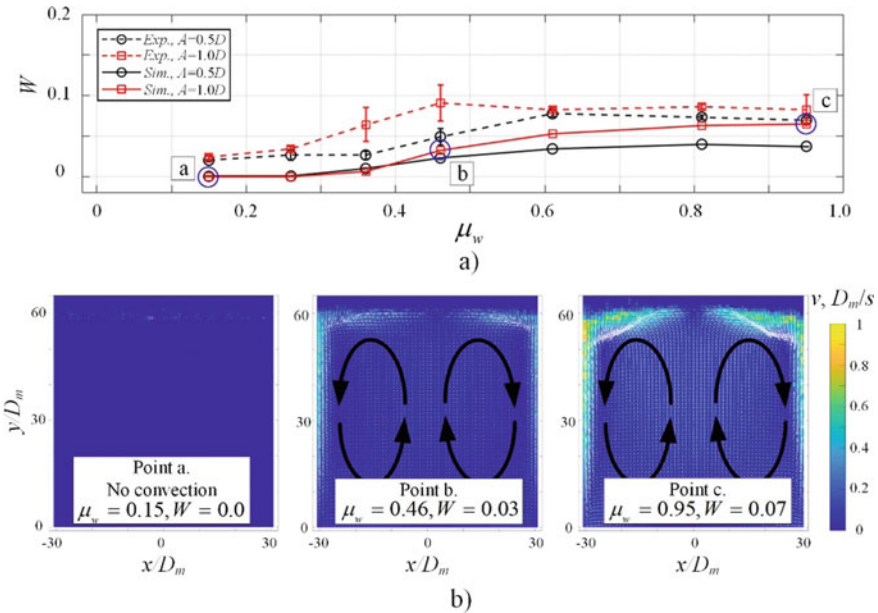 0.2
0.1
0
W
Exp., A=0.5D
Exp., A=1.0D
Sim., A=0.5D
Sim., A=1.0D
a
b
c
0 0.2 0.4 0.6 0.8 1.0
μw
a)
60
30
0
y/Dm
Point a.
No convection
μw = 0.15, W = 0.0
-30 0 30
x/Dm
Point b.
μw = 0.46, W = 0.03
-30 0 30
x/Dm
Point c.
μw = 0.95, W = 0.07
-30 0 30
x/Dm
60
30
0
60
30
0
v, Dm/s
1
0.8
0.6
0.4
0.2
0
b)